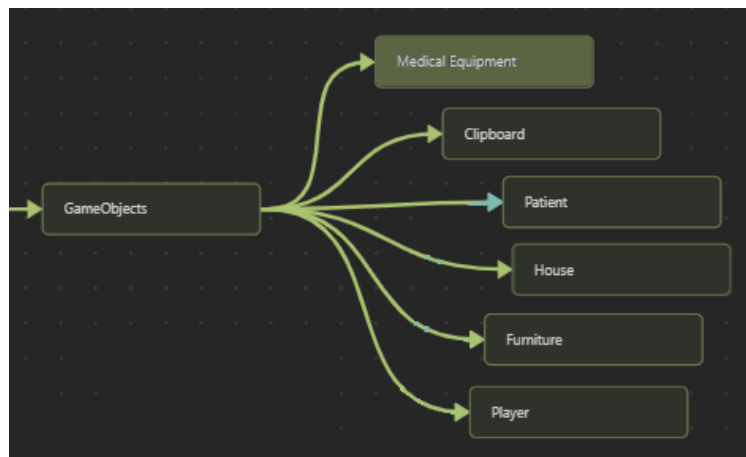 Medical Equipment
Clipboard
GameObjects
Patient
House
Furniture
Player